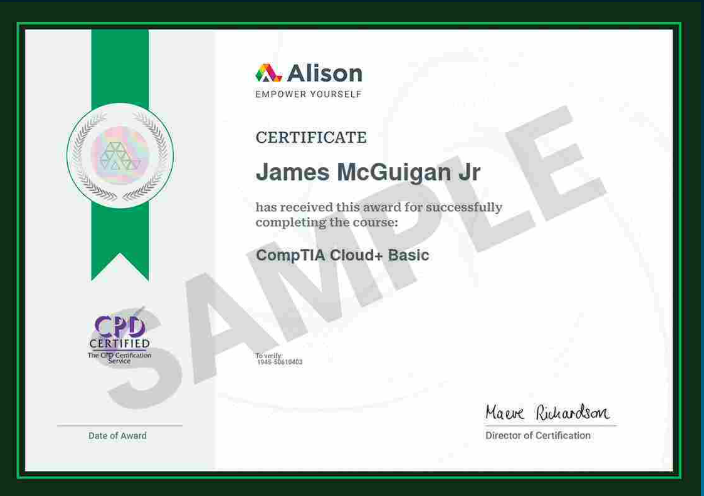 Alison
EMPOWER YOURSELF
CERTIFICATE
James McGuigan Jr
has received this award for successfully
completing the course:
CompTIA Cloud+ Basic
SAMPLE
CPD
CERTIFIED
The CPD Certification
Service
To verify:
1948-50610403
Maeve Richardson
Date of Award
Director of Certification